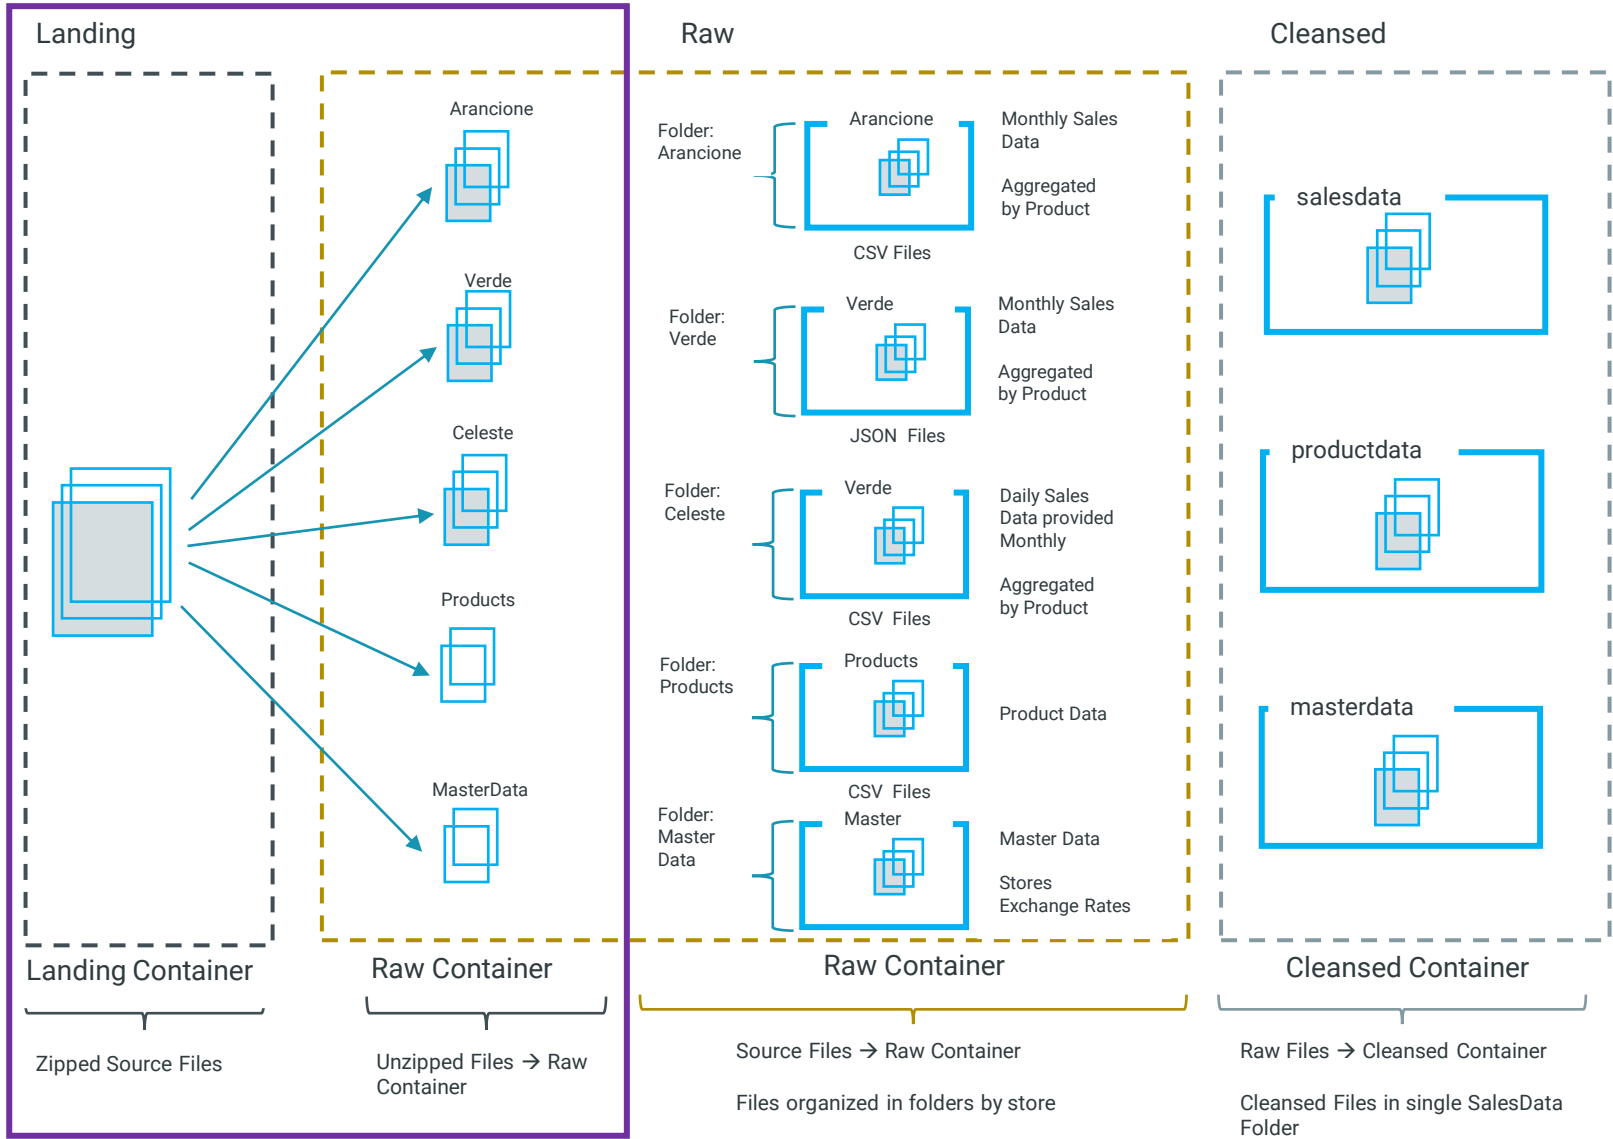 Landing
Raw
Cleansed
Arancione
Verde
Celeste
Products
MasterData
Folder:
Arancione
Arancione
CSV Files
Monthly Sales
Data
Aggregated
by Product
Folder:
Verde
Verde
JSON Files
Monthly Sales
Data
Aggregated
by Product
Folder:
Celeste
Verde
CSV Files
Daily Sales
Data provided
Monthly
Aggregated
by Product
Folder:
Products
Products
CSV Files
Product Data
Folder:
Master
Data
Master
Master Data
Stores
Exchange Rates
salesdata
productdata
masterdata
Landing Container
Raw Container
Raw Container
Cleansed Container
Zipped Source Files
Unzipped Files → Raw
Container
Source Files → Raw Container
Files organized in folders by store
Raw Files → Cleansed Container
Cleansed Files in single SalesData
Folder